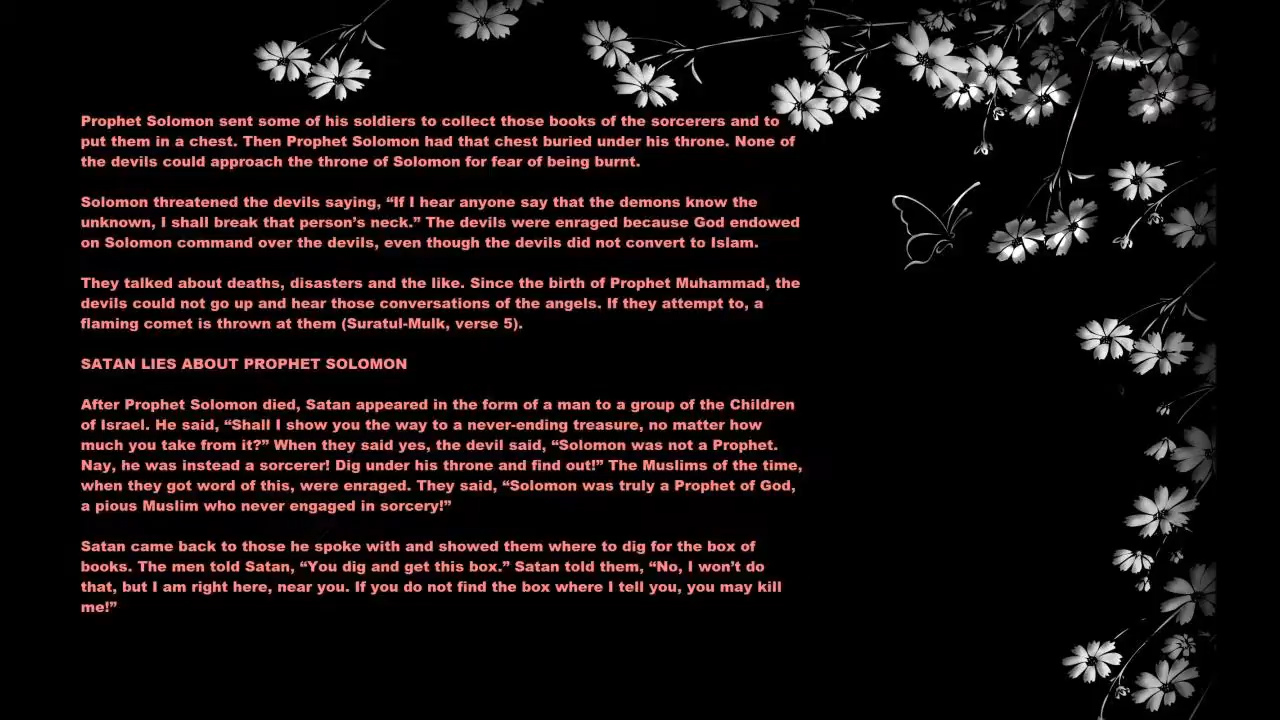 Prophet Solomon sent some of his soldiers to collect those books of the sorcerers and to
put them in a chest. Then Prophet Solomon had that chest buried under his throne. None of
the devils could approach the throne of Solomon for fear of being burnt.
Solomon threatened the devils saying, “If I hear anyone say that the demons know the
unknown, I shall break that person’s neck.” The devils were enraged because God endowed
on Solomon command over the devils, even though the devils did not convert to Islam.
They talked about deaths, disasters and the like. Since the birth of Prophet Muhammad, the
devils could not go up and hear those conversations of the angels. If they attempt to, a
flaming comet is thrown at them (Suratul-Mulk, verse 5).
SATAN LIES ABOUT PROPHET SOLOMON
After Prophet Solomon died, Satan appeared in the form of a man to a group of the Children
of Israel. He said, “Shall I show you the way to a never-ending treasure, no matter how
much you take from it?” When they said yes, the devil said, “Solomon was not a Prophet.
Nay, he was instead a sorcerer! Dig under his throne and find out!” The Muslims of the time,
when they got word of this, were enraged. They said, “Solomon was truly a Prophet of God,
a pious Muslim who never engaged in sorcery!”
Satan came back to those he spoke with and showed them where to dig for the box of
books. The men told Satan, “You dig and get this box.” Satan told them, “No, I won’t do
that, but I am right here, near you. If you do not find the box where I tell you, you may kill
me!”